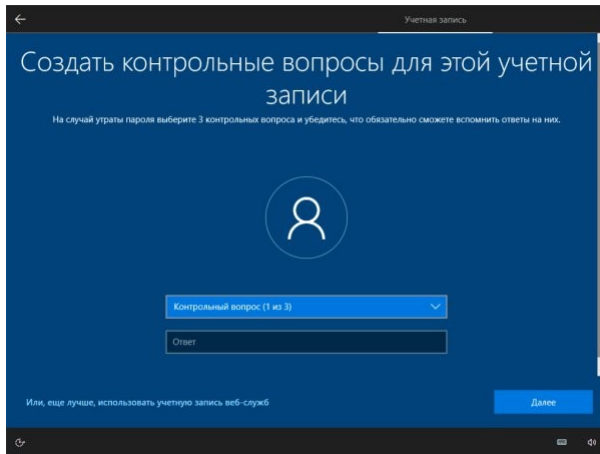 Учетная запись
Создать контрольные вопросы для этой учетной
записи
На случай утраты пароля выберите 3 контрольных вопроса и убедитесь, что обязательно сможете вспомнить ответы на них.
Контрольный вопрос (1 из 3)
Ответ
Или, еще лучше, использовать учетную запись веб-служб
Далее